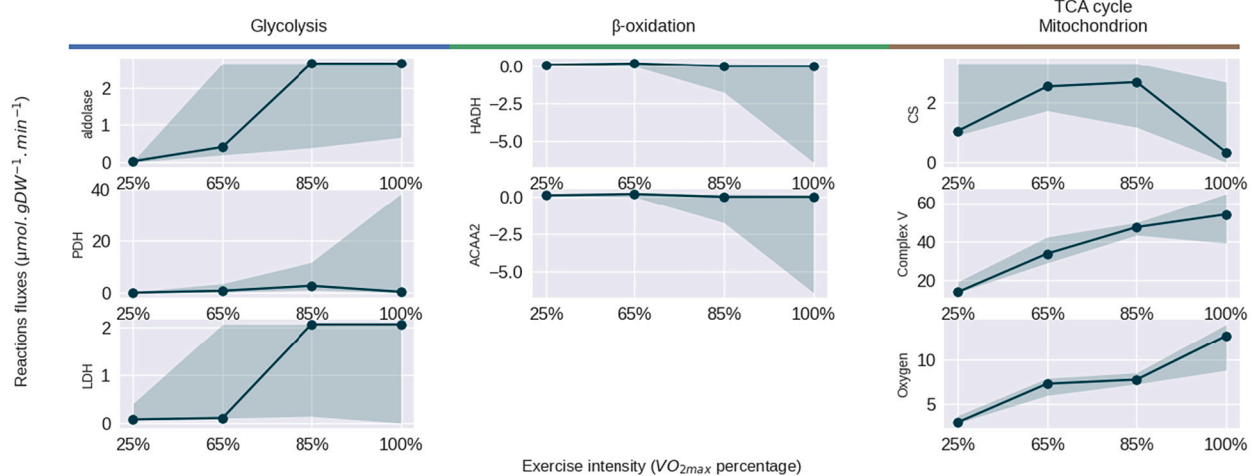 Glycolysis
β-oxidation
TCA cycle
Mitochondrion
Reactions fluxes (μmol. gDW⁻¹. min⁻¹)
aldolase
2
1
0
25% 65% 85% 100%
PDH
40
20
0
25% 65% 85% 100%
LDH
2
1
0
25% 65% 85% 100%
HADH
0.0
−2.5
−5.0
25% 65% 85% 100%
ACAA2
0.0
−2.5
−5.0
25% 65% 85% 100%
CS
2
0
25% 65% 85% 100%
Complex V
60
40
20
25% 65% 85% 100%
Oxygen
10
5
25% 65% 85% 100%
Exercise intensity (VO₂ₘₐₓ percentage)